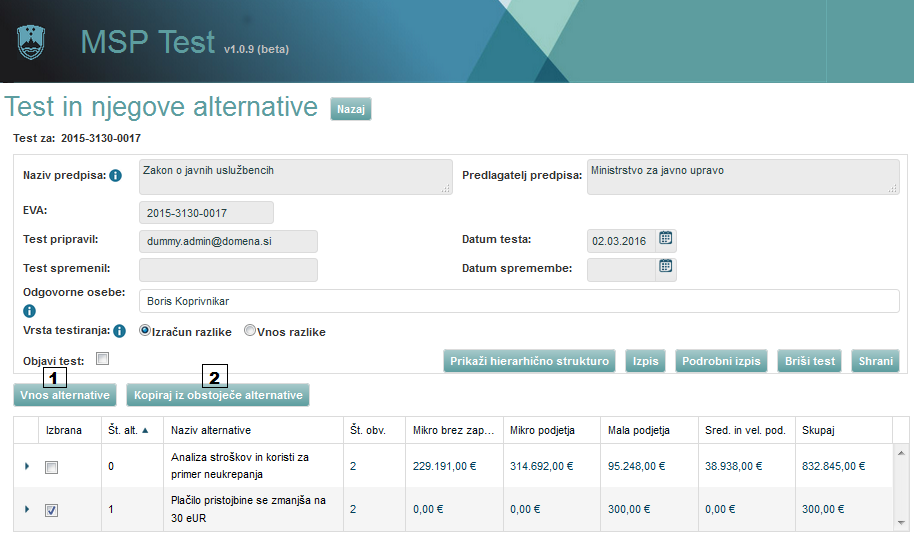 MSP Test v1.0.9 (beta)
Test in njegove alternative Nazaj
Test za: 2015-3130-0017
Naziv predpisa: i Zakon o javnih uslužbencih Predlagatelj predpisa: Ministrstvo za javno upravo
EVA: 2015-3130-0017
Test pripravil: dummy.admin@domena.si Datum testa: 02.03.2016
Test spremenil: Datum spremembe:
Odgovorne osebe: i Boris Koprivnikar
Vrsta testiranja: i Izračun razlike Vnos razlike
Objavi test: Prikaži hierarhično strukturo Izpis Podrobni izpis Briši test Shrani
1 2
Vnos alternative Kopiraj iz obstoječe alternative
Izbrana Št. alt. Naziv alternative Št. obv. Mikro brez zap... Mikro podjetja Mala podjetja Sred. in vel. pod. Skupaj
0 Analiza stroškov in koristi za primer neukrepanja 2 229.191,00 € 314.692,00 € 95.248,00 € 38.938,00 € 832.845,00 €
1 Plačilo pristojbine se zmanjša na 30 eUR 2 0,00 € 0,00 € 300,00 € 0,00 € 300,00 €